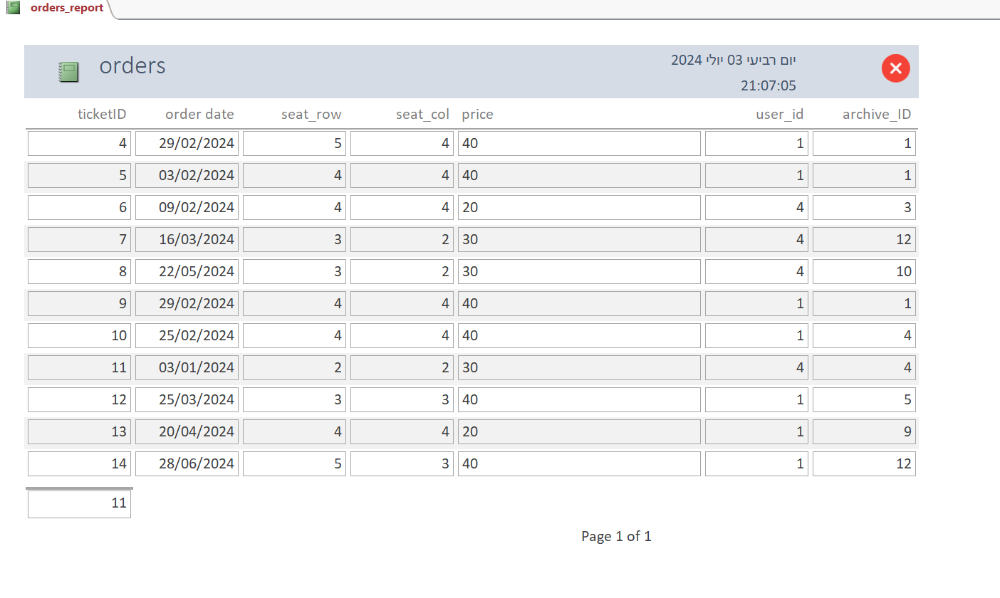 orders_report
orders
יום רביעי 03 יולי 2024
21:07:05
ticketID order date seat_row seat_col price user_id archive_ID
4 29/02/2024 5 4 40 1 1
5 03/02/2024 4 4 40 1 1
6 09/02/2024 4 4 20 4 3
7 16/03/2024 3 2 30 4 12
8 22/05/2024 3 2 30 4 10
9 29/02/2024 4 4 40 1 1
10 25/02/2024 4 4 40 1 4
11 03/01/2024 2 2 30 4 4
12 25/03/2024 3 3 40 1 5
13 20/04/2024 4 4 20 1 9
14 28/06/2024 5 3 40 1 12
11
Page 1 of 1